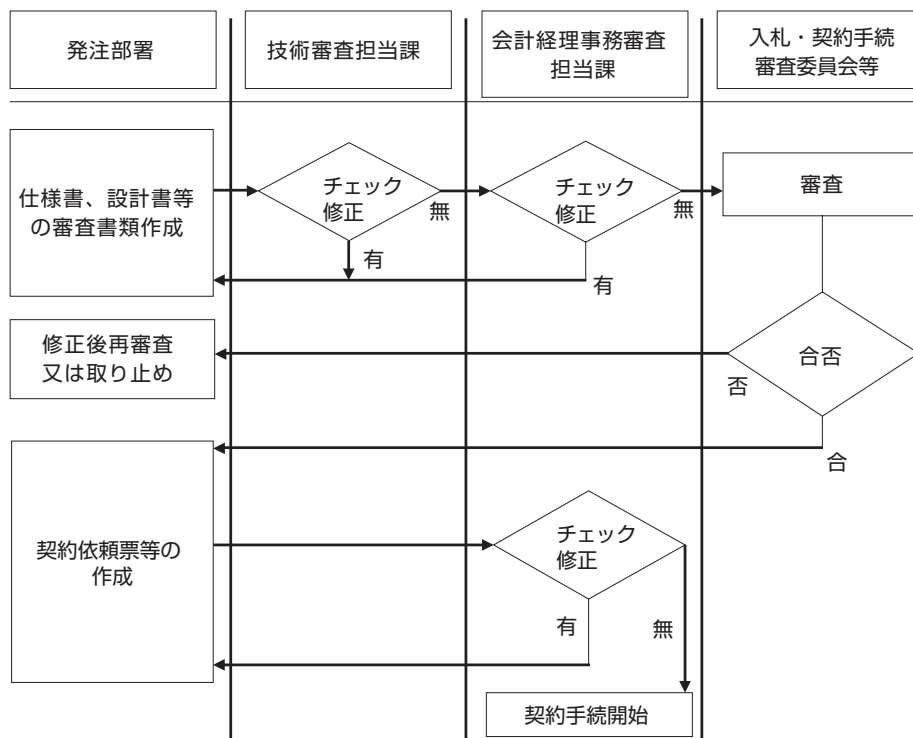 発注部署
技術審査担当課
会計経理事務審査
担当課
入札・契約手続
審査委員会等
仕様書、設計書等
の審査書類作成
チェック
修正
無
有
チェック
修正
無
有
審査
修正後再審査
又は取り止め
合否
否
合
契約依頼票等の
作成
チェック
修正
有
無
契約手続開始